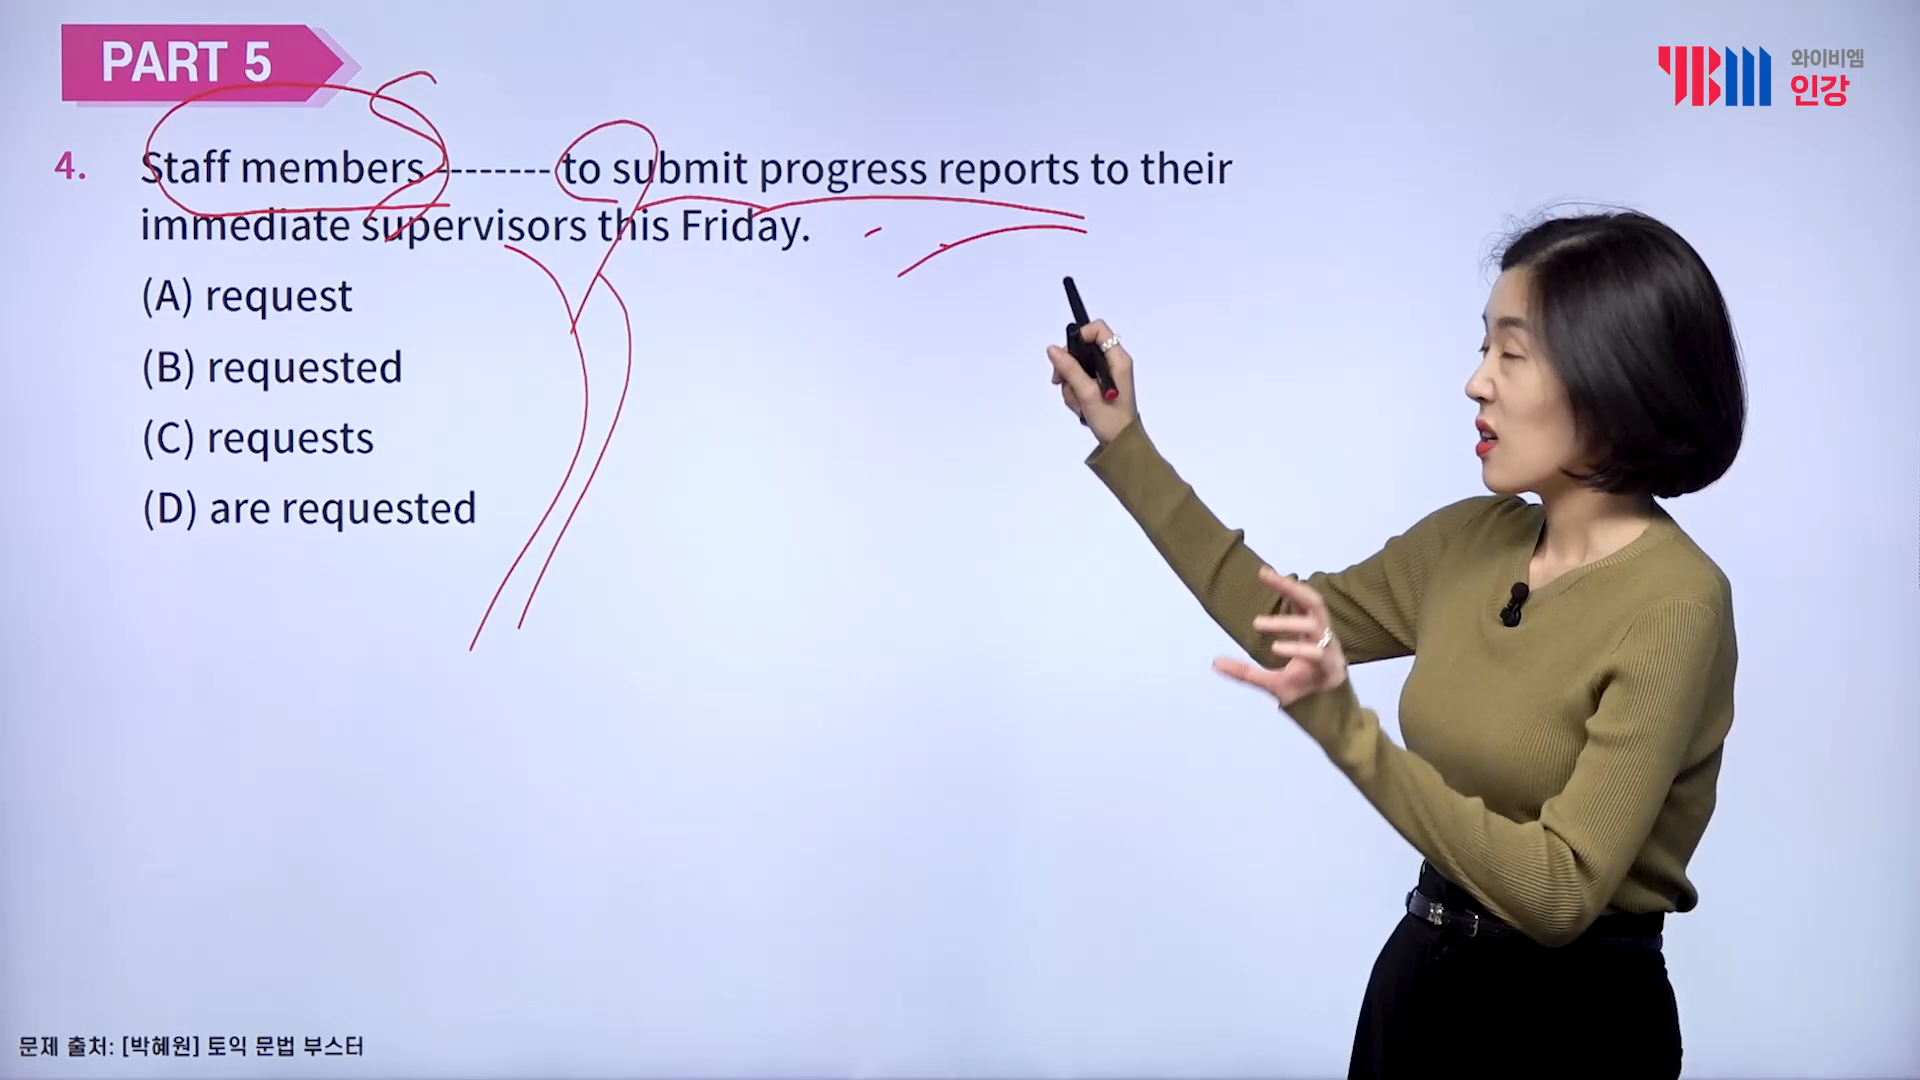 PART 5
YBM 와이비엠
인강
4. Staff members -------- to submit progress reports to their
immediate supervisors this Friday.
(A) request
(B) requested
(C) requests
(D) are requested
문제 출처: [박혜원] 토익 문법 부스터